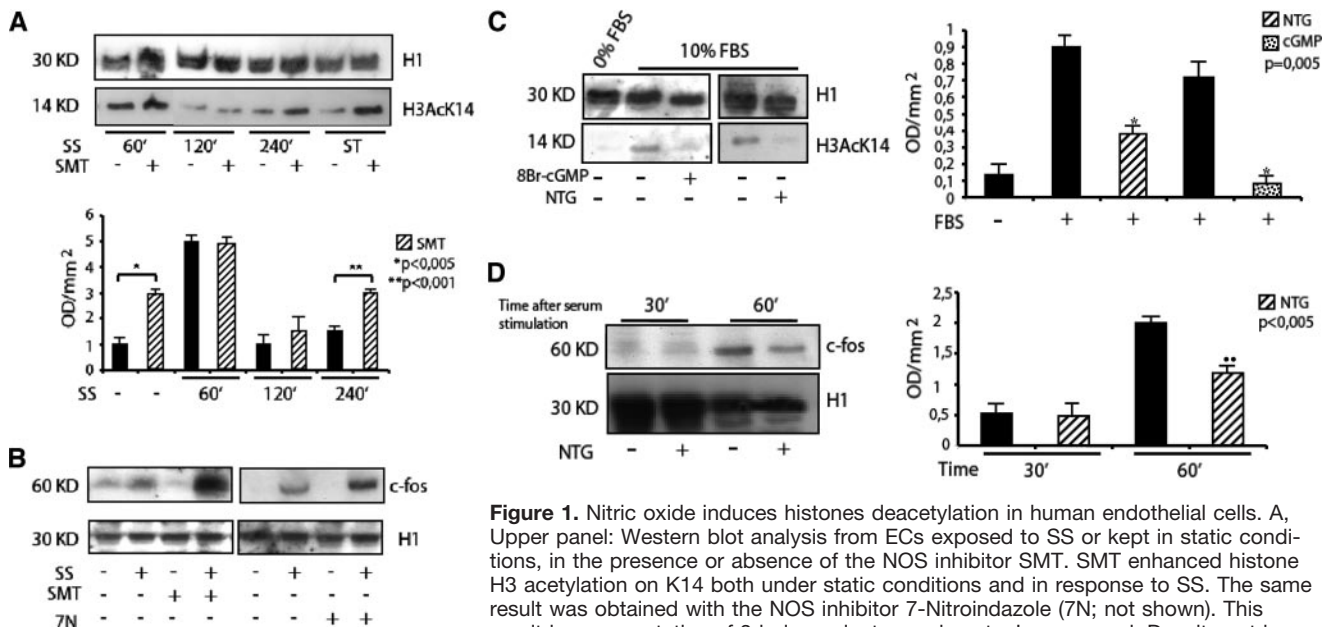 A
30 KD
H1
14 KD
H3AcK14
SS 60′ 120′ 240′ ST
SMT - + - + - + - +
OD/mm²
6
5
4
3
2
1
0
*
**
SMT
*p<0,005
**p<0,001
SS - - 60′ 120′ 240′
B
60 KD
c-fos
30 KD
H1
SS - + - + - + - +
SMT - - + + - - - -
7N - - - - - - + +
C
0% FBS
10% FBS
30 KD
H1
14 KD
H3AcK14
8Br-cGMP - - + - -
NTG - - - - +
OD/mm²
1
0,9
0,8
0,7
0,6
0,5
0,4
0,3
0,2
0,1
0
*
*
NTG
cGMP
p=0,005
FBS - + + + +
D
Time after serum
stimulation
30′ 60′
60 KD
c-fos
30 KD
H1
NTG - + - +
OD/mm²
2,5
2
1,5
1
0,5
0
••
NTG
p<0,005
Time 30′ 60′
Figure 1. Nitric oxide induces histones deacetylation in human endothelial cells. A,
Upper panel: Western blot analysis from ECs exposed to SS or kept in static condi-
tions, in the presence or absence of the NOS inhibitor SMT. SMT enhanced histone
H3 acetylation on K14 both under static conditions and in response to SS. The same
result was obtained with the NOS inhibitor 7-Nitroindazole (7N; not shown). This